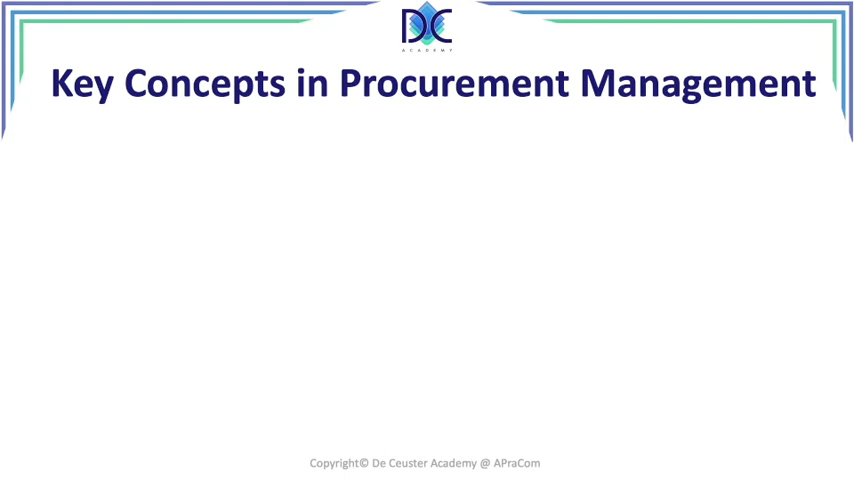 DC
ACADEMY
Key Concepts in Procurement Management
Copyright© De Ceuster Academy @ APraCom